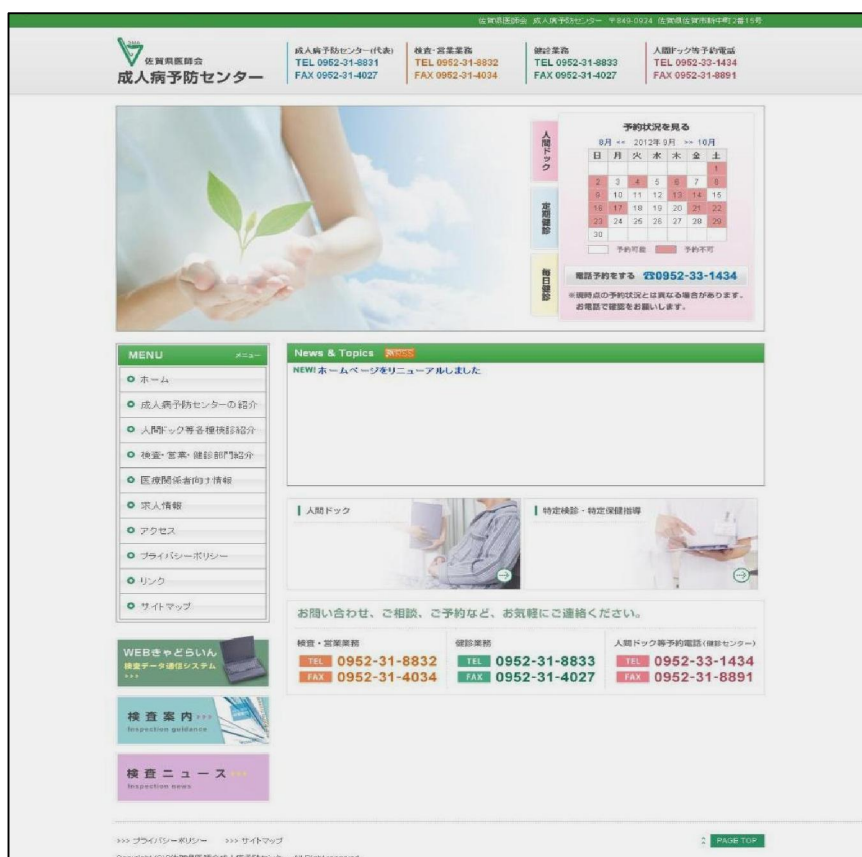 佐賀県医師会 成人病予防センター 〒849-0934 佐賀県佐賀市開成町2番15号
佐賀県医師会
成人病予防センター
成人病予防センター(代表)
TEL 0952-31-8831
FAX 0952-31-4027
検査・営業業務
TEL 0952-31-8832
FAX 0952-31-4034
健診業務
TEL 0952-31-8833
FAX 0952-31-4027
人間ドック等予約電話
TEL 0952-33-1434
FAX 0952-31-8891
人間ドック
定期健診
毎日健診
予約状況を見る
8月 << 2012年 9月 >> 10月
日 月 火 水 木 金 土
1
2 3 4 5 6 7 8
9 10 11 12 13 14 15
16 17 18 19 20 21 22
23 24 25 26 27 28 29
30
予約可能 予約不可
電話予約をする ☎0952-33-1434
※現時点の予約状況とは異なる場合があります。
お電話で確認をお願いします。
MENU メニュー
ホーム
成人病予防センターの紹介
人間ドック等各種検診紹介
検査・営業・健診部門紹介
医療関係者向け情報
求人情報
アクセス
プライバシーポリシー
リンク
サイトマップ
News & Topics RSS
NEW! ホームページをリニューアルしました
人間ドック
特定検診・特定保健指導
お問い合わせ、ご相談、ご予約など、お気軽にご連絡ください。
検査・営業業務
TEL 0952-31-8832
FAX 0952-31-4034
健診業務
TEL 0952-31-8833
FAX 0952-31-4027
人間ドック等予約電話(健診センター)
TEL 0952-33-1434
FAX 0952-31-8891
WEBきゃどらいん
検査データ通信システム
>>>
検査案内 >>>
Inspection guidance
検査ニュース >>>
Inspection news
>>> プライバシーポリシー >>> サイトマップ
PAGE TOP